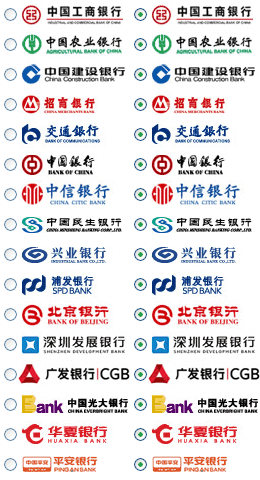 中国工商银行 中国工商银行
INDUSTRIAL AND COMMERCIAL BANK OF CHINA INDUSTRIAL AND COMMERCIAL BANK OF CHINA
中国农业银行 中国农业银行
AGRICULTURAL BANK OF CHINA AGRICULTURAL BANK OF CHINA
中国建设银行 中国建设银行
China Construction Bank China Construction Bank
招商银行 招商银行
CHINA MERCHANTS BANK CHINA MERCHANTS BANK
交通银行 交通银行
BANK OF COMMUNICATIONS BANK OF COMMUNICATIONS
中国银行 中国银行
BANK OF CHINA BANK OF CHINA
中信银行 中信银行
CHINA CITIC BANK CHINA CITIC BANK
中国民生银行 中国民生银行
CHINA MINSHENG BANKING CORP., LTD. CHINA MINSHENG BANKING CORP., LTD.
兴业银行 兴业银行
INDUSTRIAL BANK CO.,LTD. INDUSTRIAL BANK CO.,LTD.
浦发银行 浦发银行
SPD BANK SPD BANK
北京银行 北京银行
BANK OF BEIJING BANK OF BEIJING
深圳发展银行 深圳发展银行
SHENZHEN DEVELOPMENT BANK SHENZHEN DEVELOPMENT BANK
广发银行|CGB 广发银行|CGB
Bank 中国光大银行 Bank 中国光大银行
CHINA EVERBRIGHT BANK CHINA EVERBRIGHT BANK
华夏银行 华夏银行
HUAXIA BANK HUAXIA BANK
中国平安 平安银行 中国平安 平安银行
PINGAN BANK PINGAN BANK